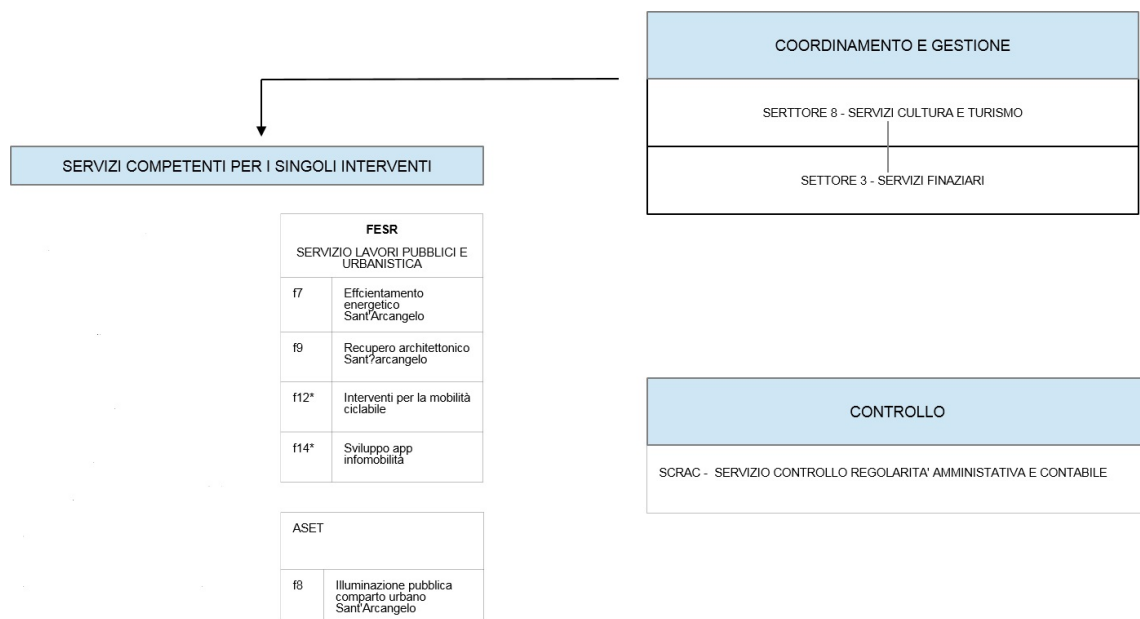 COORDINAMENTO E GESTIONE
SERTTORE 8 - SERVIZI CULTURA E TURISMO
SETTORE 3 - SERVIZI FINAZIARI
SERVIZI COMPETENTI PER I SINGOLI INTERVENTI
FESR
SERVIZIO LAVORI PUBBLICI E
URBANISTICA
f7
Effcientamento
energetico
Sant'Arcangelo
f9
Recupero architettonico
Sant?arcangelo
f12*
Interventi per la mobilità
ciclabile
f14*
Sviluppo app
infomobilità
ASET
f8
Illuminazione pubblica
comparto urbano
Sant'Arcangelo
CONTROLLO
SCRAC - SERVIZIO CONTROLLO REGOLARITA' AMMINISTATIVA E CONTABILE